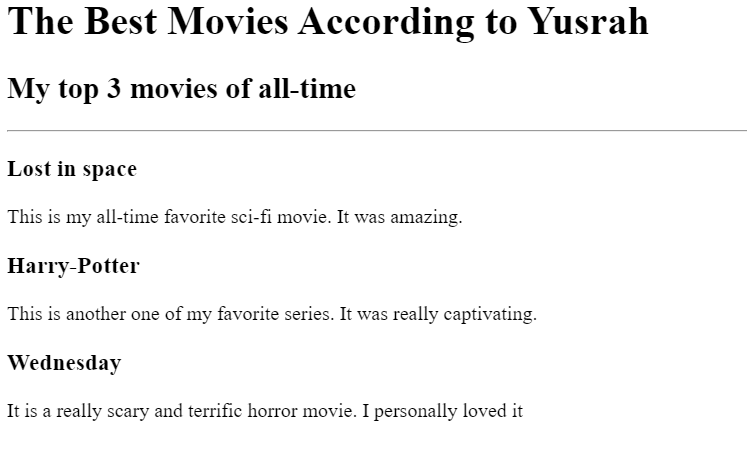 The Best Movies According to Yusrah
My top 3 movies of all-time
Lost in space
This is my all-time favorite sci-fi movie. It was amazing.
Harry-Potter
This is another one of my favorite series. It was really captivating.
Wednesday
It is a really scary and terrific horror movie. I personally loved it